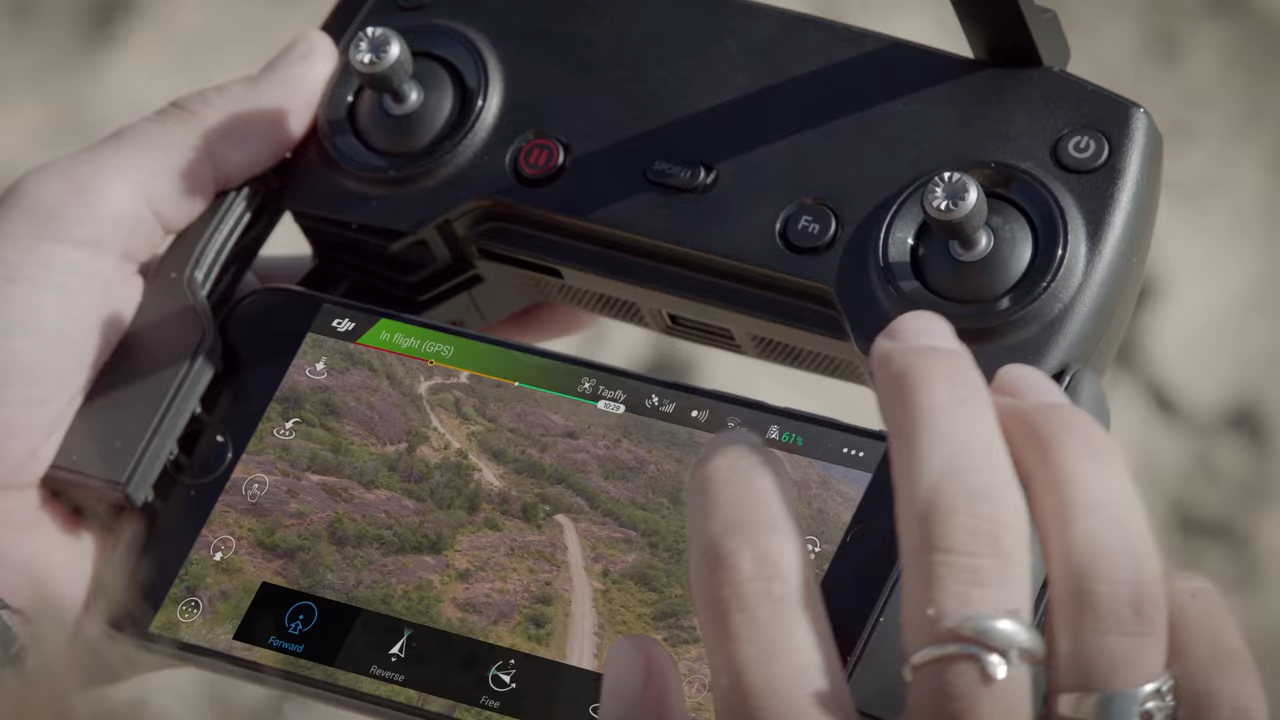 SPORT
Fn
dji
In flight (GPS)
Tapfly
10:29
61%
Forward
Reverse
Free